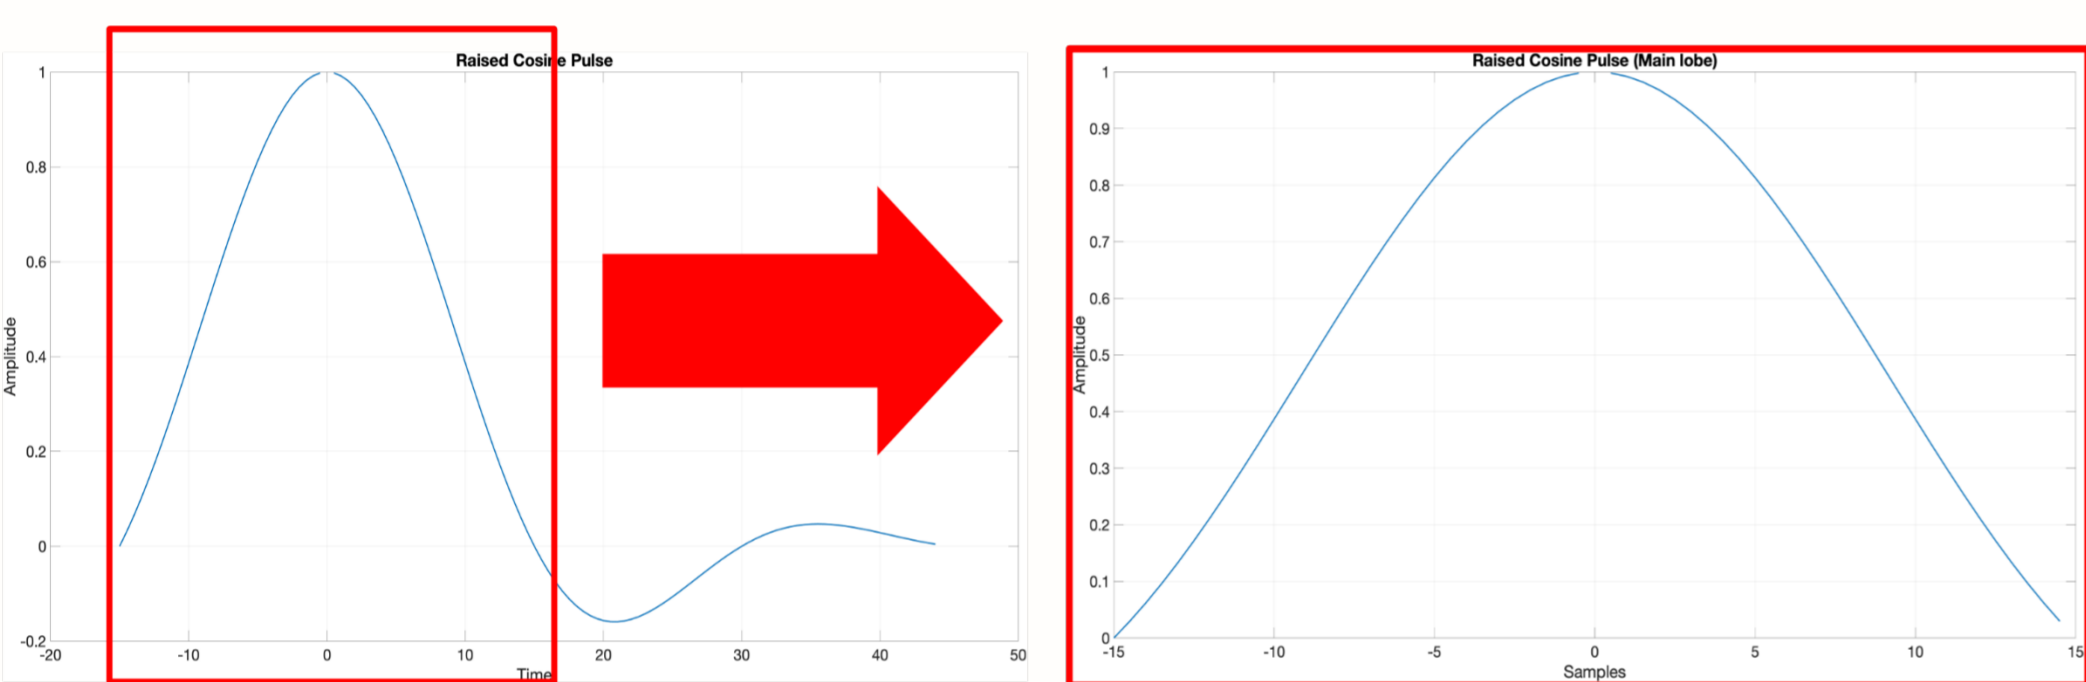 Raised Cosine Pulse
Amplitude
1
0.8
0.6
0.4
0.2
0
-0.2
-20 -10 0 10 20 30 40 50
Time
Raised Cosine Pulse (Main lobe)
Amplitude
1
0.9
0.8
0.7
0.6
0.5
0.4
0.3
0.2
0.1
0
-15 -10 -5 0 5 10 15
Samples